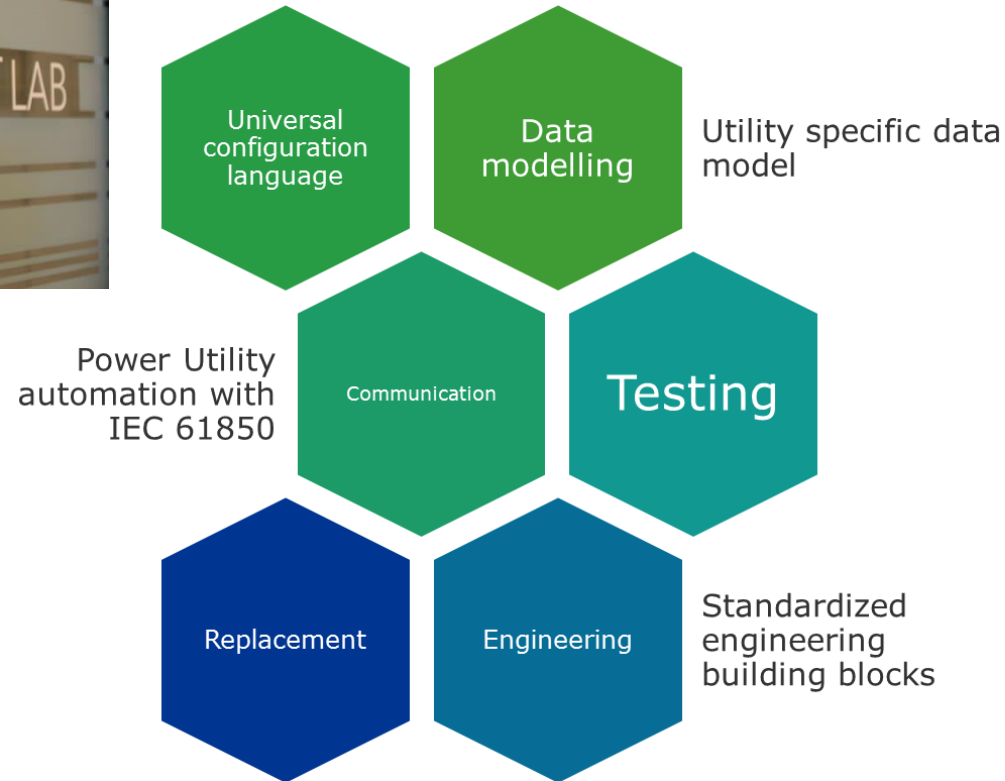 LAB
Universal
configuration
language
Data
modelling
Utility specific data
model
Power Utility
automation with
IEC 61850
Communication
Testing
Replacement
Engineering
Standardized
engineering
building blocks